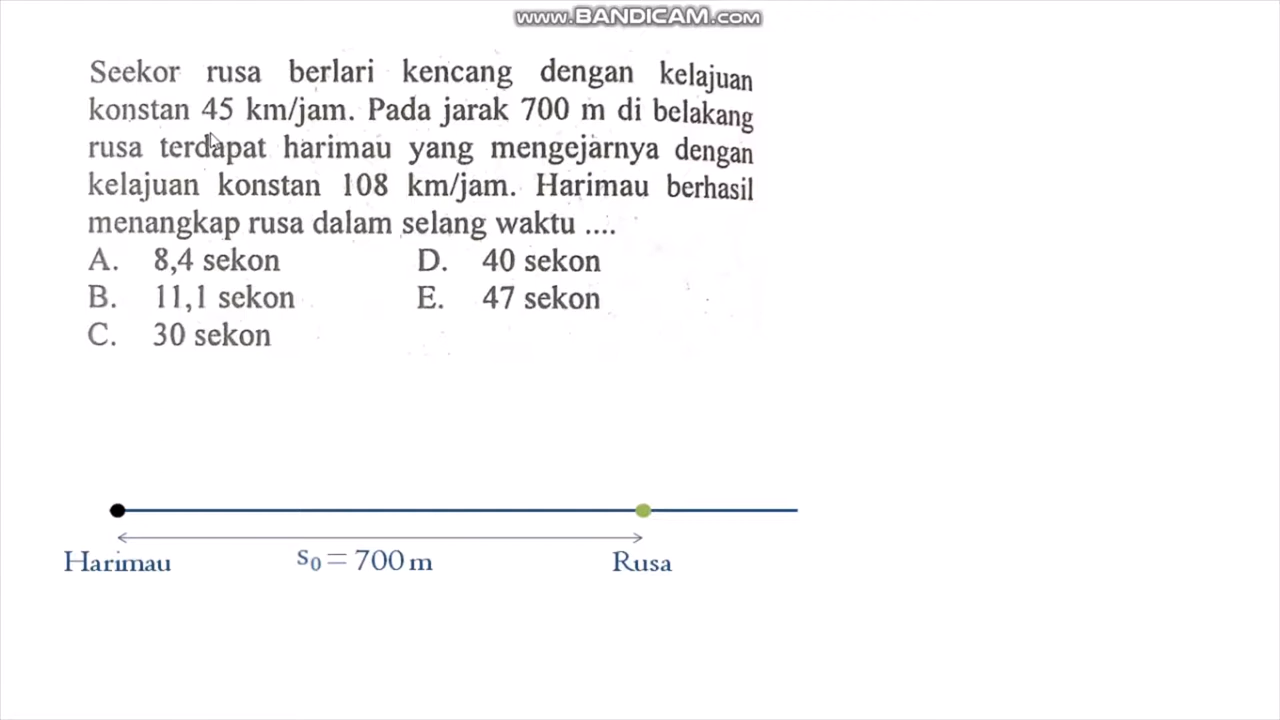 www.BANDICAM.com
Seekor rusa berlari kencang dengan kelajuan
konstan 45 km/jam. Pada jarak 700 m di belakang
rusa terdapat harimau yang mengejarnya dengan
kelajuan konstan 108 km/jam. Harimau berhasil
menangkap rusa dalam selang waktu ....
A. 8,4 sekon D. 40 sekon
B. 11,1 sekon E. 47 sekon
C. 30 sekon
Harimau s₀ = 700 m Rusa